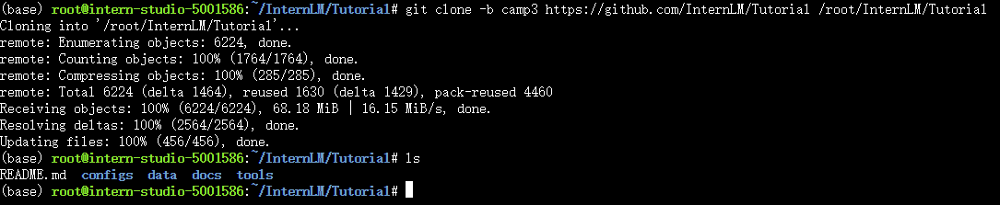 (base) root@intern-studio-5001586:~/InternLM/Tutorial# git clone -b camp3 https://github.com/InternLM/Tutorial /root/InternLM/Tutorial
Cloning into '/root/InternLM/Tutorial'...
remote: Enumerating objects: 6224, done.
remote: Counting objects: 100% (1764/1764), done.
remote: Compressing objects: 100% (285/285), done.
remote: Total 6224 (delta 1464), reused 1630 (delta 1429), pack-reused 4460
Receiving objects: 100% (6224/6224), 68.18 MiB | 16.15 MiB/s, done.
Resolving deltas: 100% (2564/2564), done.
Updating files: 100% (456/456), done.
(base) root@intern-studio-5001586:~/InternLM/Tutorial# ls
README.md  configs  data  docs  tools
(base) root@intern-studio-5001586:~/InternLM/Tutorial#